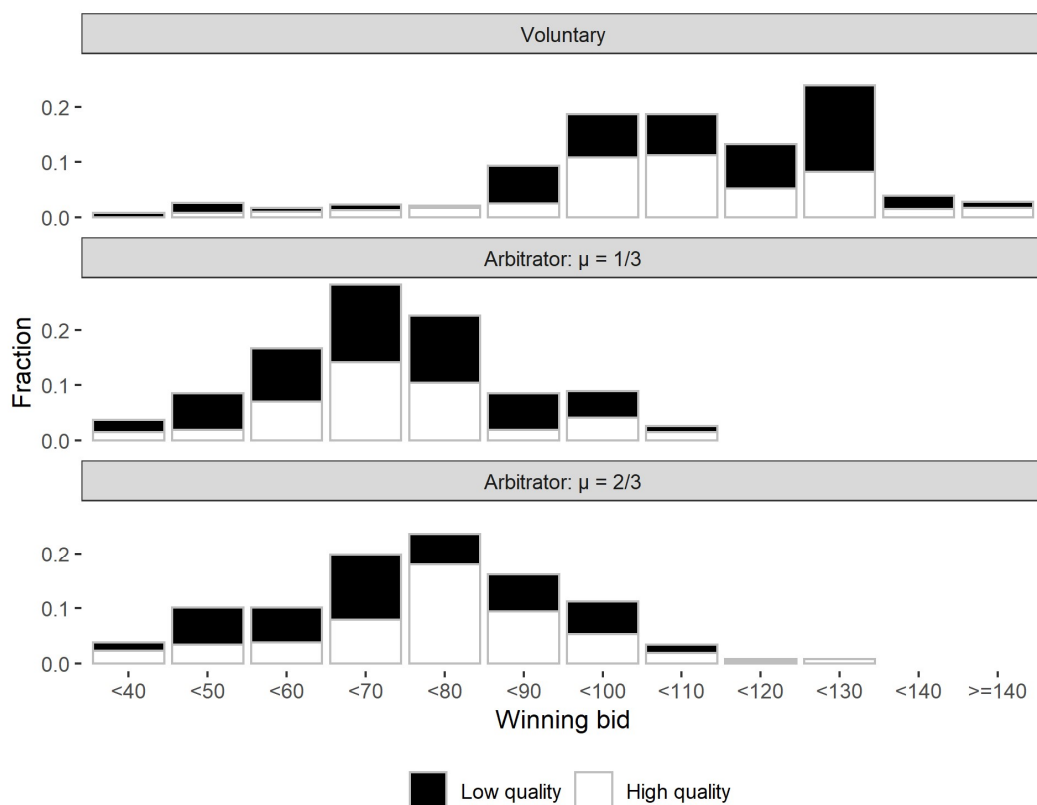 Voluntary
0.2
0.1
0.0
Arbitrator: μ = 1/3
0.2
0.1
0.0
Arbitrator: μ = 2/3
0.2
0.1
0.0
Fraction
<40 <50 <60 <70 <80 <90 <100 <110 <120 <130 <140 >=140
Winning bid
Low quality High quality